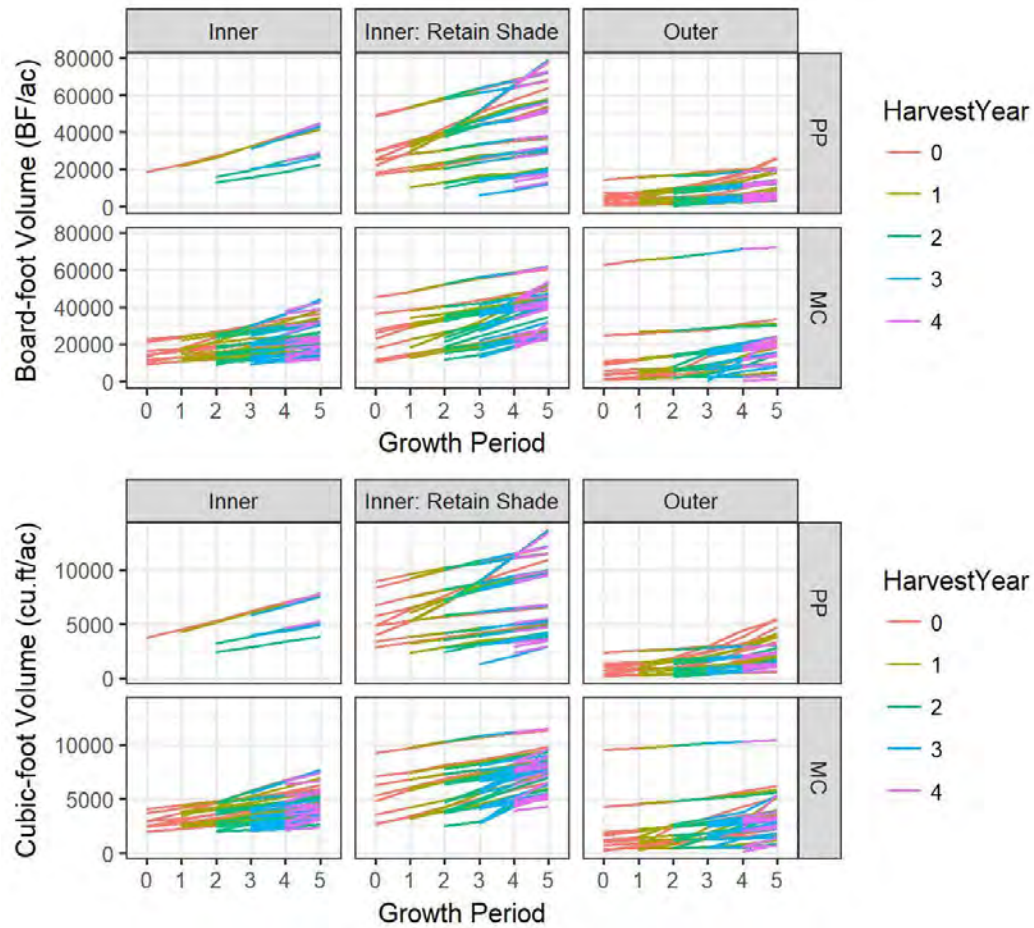 Inner Inner: Retain Shade Outer
Board-foot Volume (BF/ac)
80000
60000
40000
20000
0
PP
80000
60000
40000
20000
0
MC
0 1 2 3 4 5 0 1 2 3 4 5 0 1 2 3 4 5
Growth Period
HarvestYear
0
1
2
3
4
Inner Inner: Retain Shade Outer
Cubic-foot Volume (cu.ft/ac)
10000
5000
0
PP
10000
5000
0
MC
0 1 2 3 4 5 0 1 2 3 4 5 0 1 2 3 4 5
Growth Period
HarvestYear
0
1
2
3
4